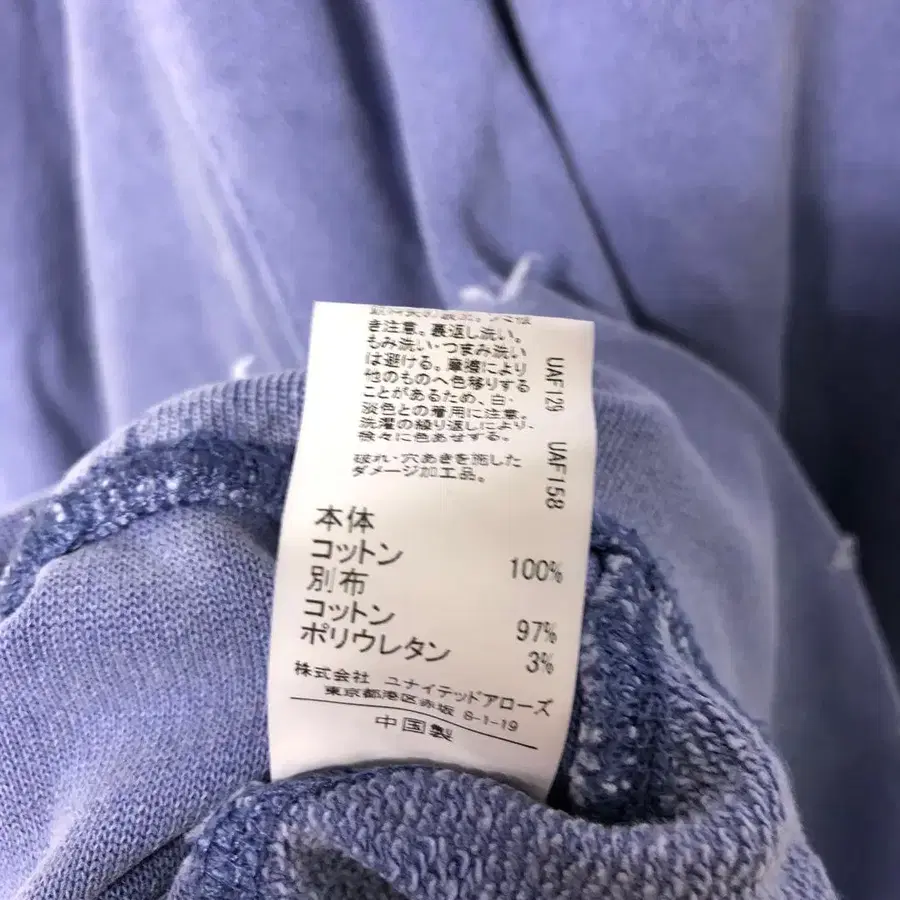 き注意。裏返し洗い。
もみ洗い・つまみ洗い
は避ける。摩擦により
他のものへ色移りする
ことがあるため、白・
淡色との着用に注意。
洗濯の繰り返しにより、
徐々に色あせする。
破れ・穴あきを施した
ダメージ加工品。
UAF129 UAF158
本体
コットン 100%
別布
コットン 97%
ポリウレタン 3%
株式会社 ユナイテッドアローズ
東京都港区赤坂 8-1-19
中国製